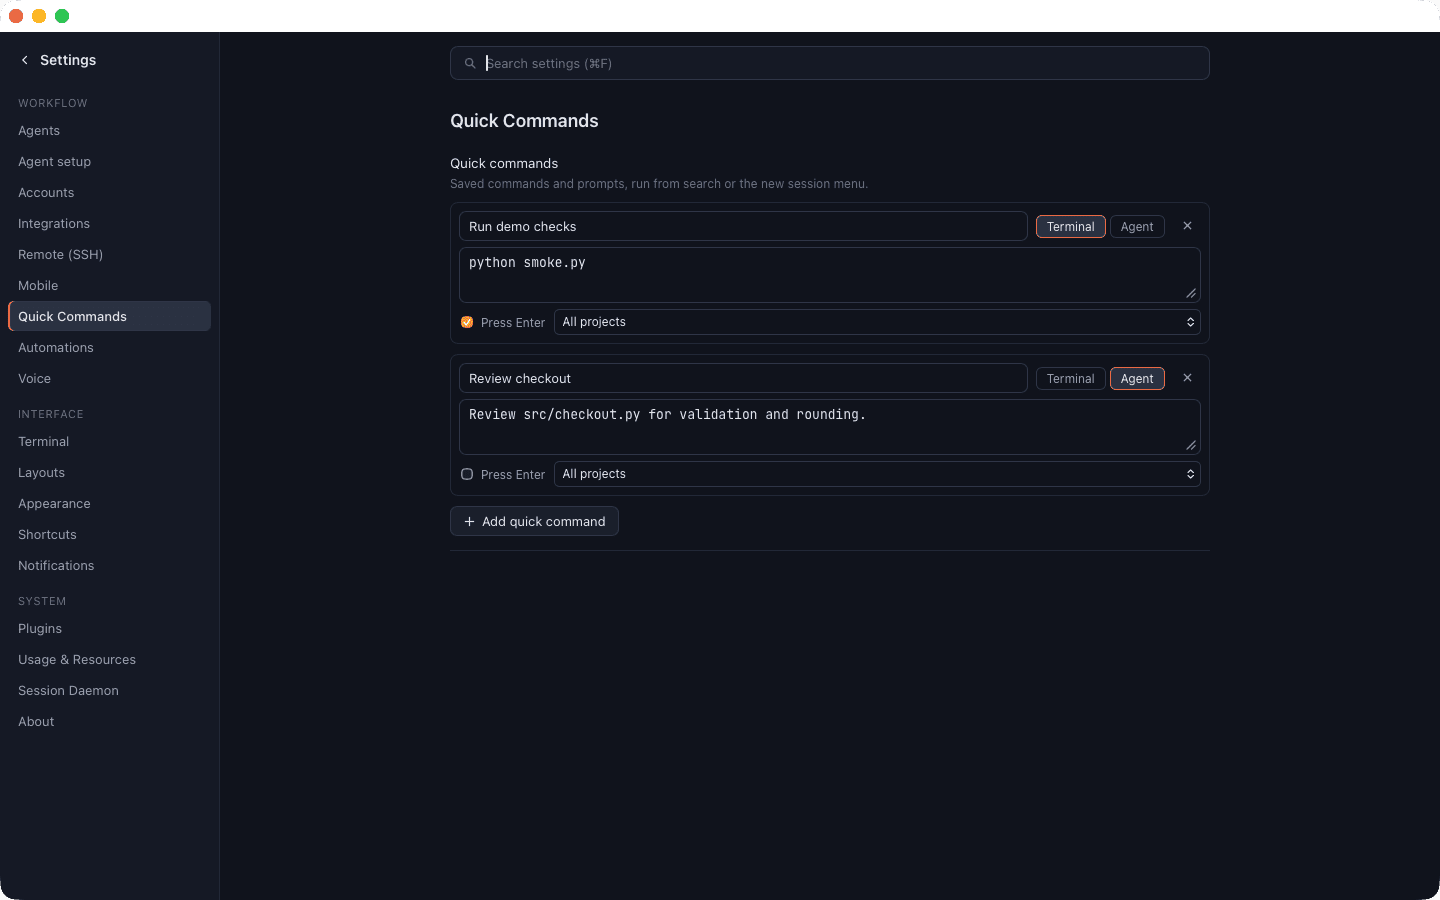 Settings
WORKFLOW
Agents
Agent setup
Accounts
Integrations
Remote (SSH)
Mobile
Quick Commands
Automations
Voice
INTERFACE
Terminal
Layouts
Appearance
Shortcuts
Notifications
SYSTEM
Plugins
Usage & Resources
Session Daemon
About
Search settings (⌘F)
Quick Commands
Quick commands
Saved commands and prompts, run from search or the new session menu.
Run demo checks Terminal Agent
python smoke.py
Press Enter All projects
Review checkout Terminal Agent
Review src/checkout.py for validation and rounding.
Press Enter All projects
Add quick command